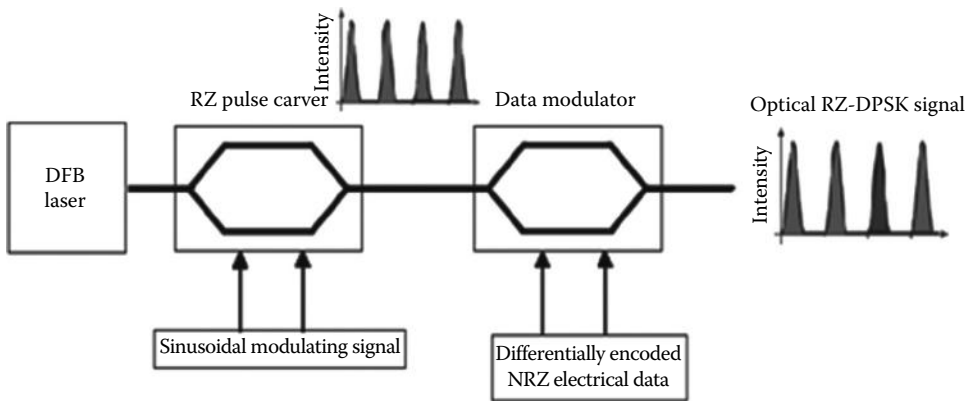 Intensity
RZ pulse carver
Data modulator
Optical RZ-DPSK signal
DFB
laser
Intensity
Sinusoidal modulating signal
Differentially encoded
NRZ electrical data